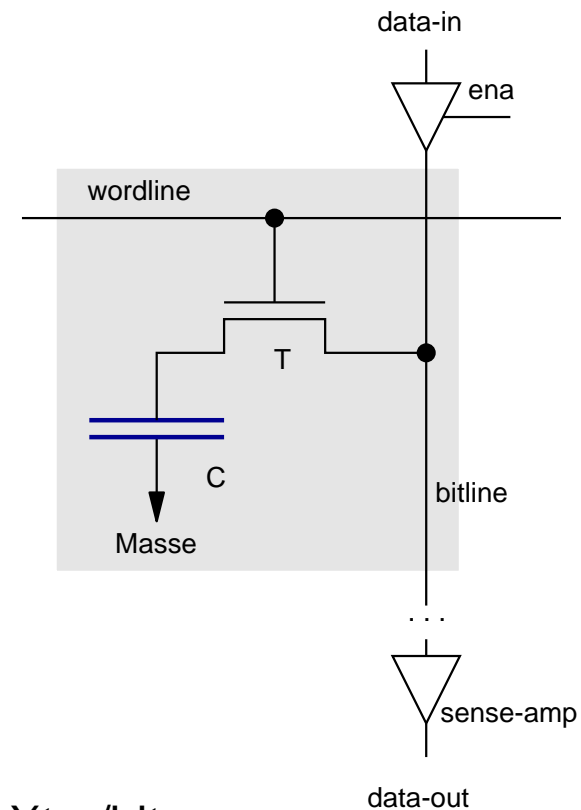 data-in
ena
wordline
T
C
bitline
Masse
. . .
sense-amp
data-out